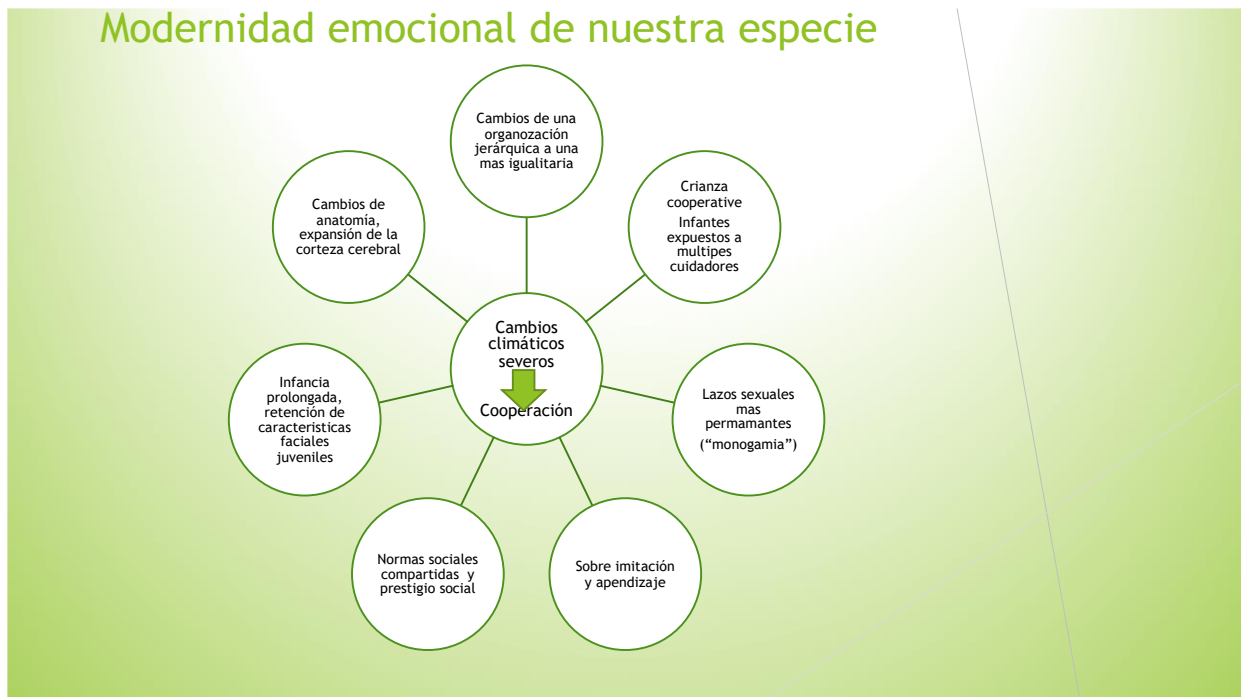 Modernidad emocional de nuestra especie
Cambios de una
organozación
jerárquica a una
mas igualitaria
Crianza
cooperative
Infantes
expuestos a
multipes
cuidadores
Lazos sexuales
mas
permamantes
(“monogamia”)
Sobre imitación
y apendizaje
Normas sociales
compartidas y
prestigio social
Infancia
prolongada,
retención de
caracteristicas
faciales
juveniles
Cambios de
anatomía,
expansión de la
corteza cerebral
Cambios
climáticos
severos
Cooperación